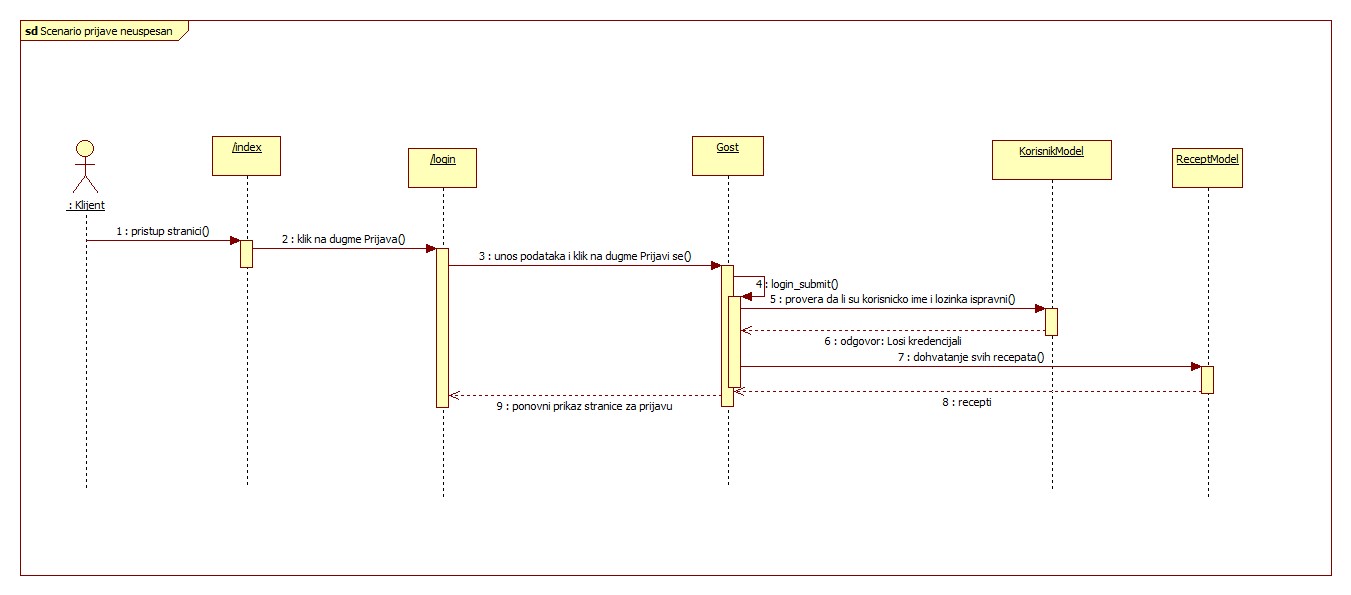 sd Scenario prijave neuspesan
/index
/login
Gost
KorisnikModel
ReceptModel
: Klijent
1 : pristup stranici()
2 : klik na dugme Prijava()
3 : unos podataka i klik na dugme Prijavi se()
4 : login_submit()
5 : provera da li su korisnicko ime i lozinka ispravni()
6 : odgovor: Losi kredencijali
7 : dohvatanje svih recepata()
8 : recepti
9 : ponovni prikaz stranice za prijavu